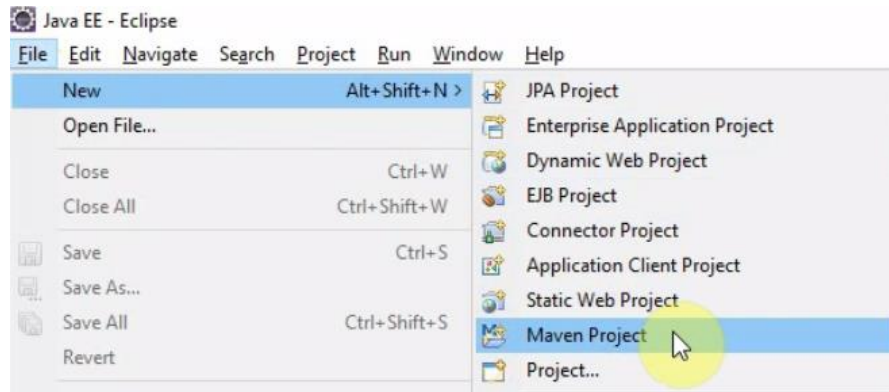 Java EE - Eclipse
File Edit Navigate Search Project Run Window Help
New Alt+Shift+N >
Open File...
Close Ctrl+W
Close All Ctrl+Shift+W
Save Ctrl+S
Save As...
Save All Ctrl+Shift+S
Revert
JPA Project
Enterprise Application Project
Dynamic Web Project
EJB Project
Connector Project
Application Client Project
Static Web Project
Maven Project
Project...